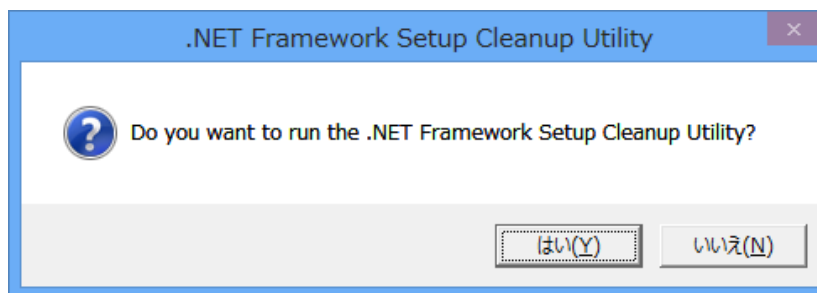 .NET Framework Setup Cleanup Utility
Do you want to run the .NET Framework Setup Cleanup Utility?
はい(Y)
いいえ(N)